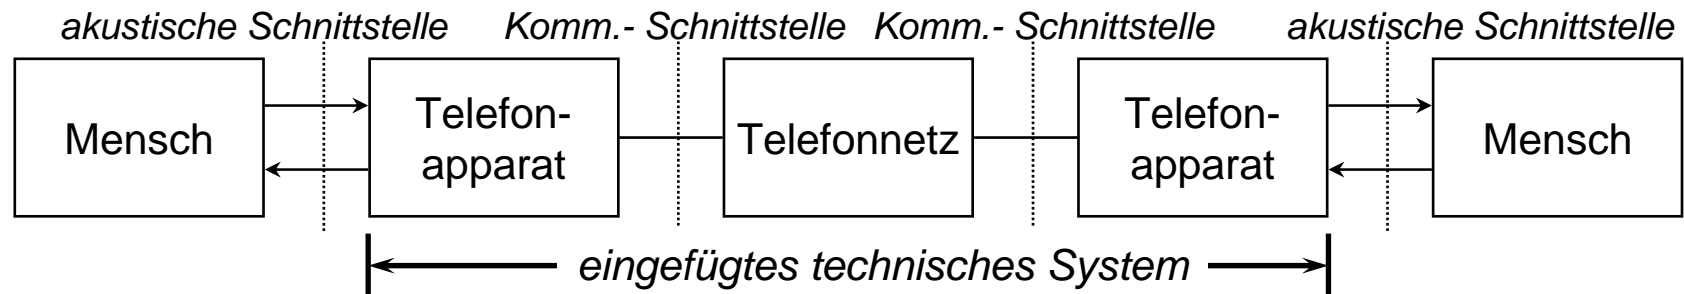 akustische Schnittstelle Komm.- Schnittstelle Komm.- Schnittstelle akustische Schnittstelle
Mensch
Telefon-
apparat
Telefonnetz
Telefon-
apparat
Mensch
eingefügtes technisches System